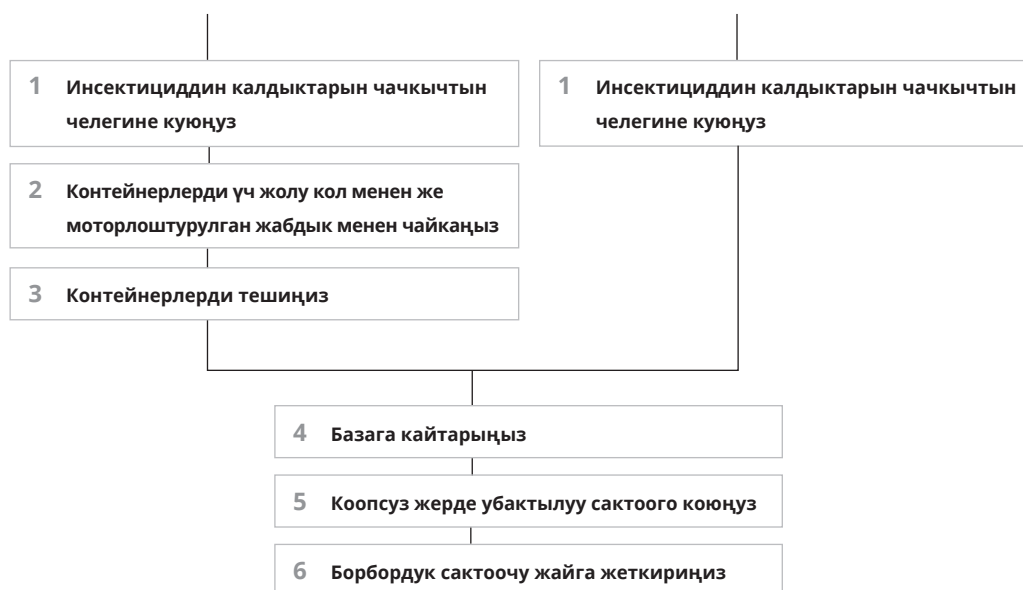 1 Инсектициддин калдыктарын чачкычтын
челегине куюңуз
2 Контейнерлерди үч жолу кол менен же
моторлоштурулган жабдык менен чайкаңыз
3 Контейнерлерди тешиңиз
1 Инсектициддин калдыктарын чачкычтын
челегине куюңуз
4 Базага кайтарыңыз
5 Коопсуз жерде убактылуу сактоого коюңуз
6 Борбордук сактоочу жайга жеткириңиз